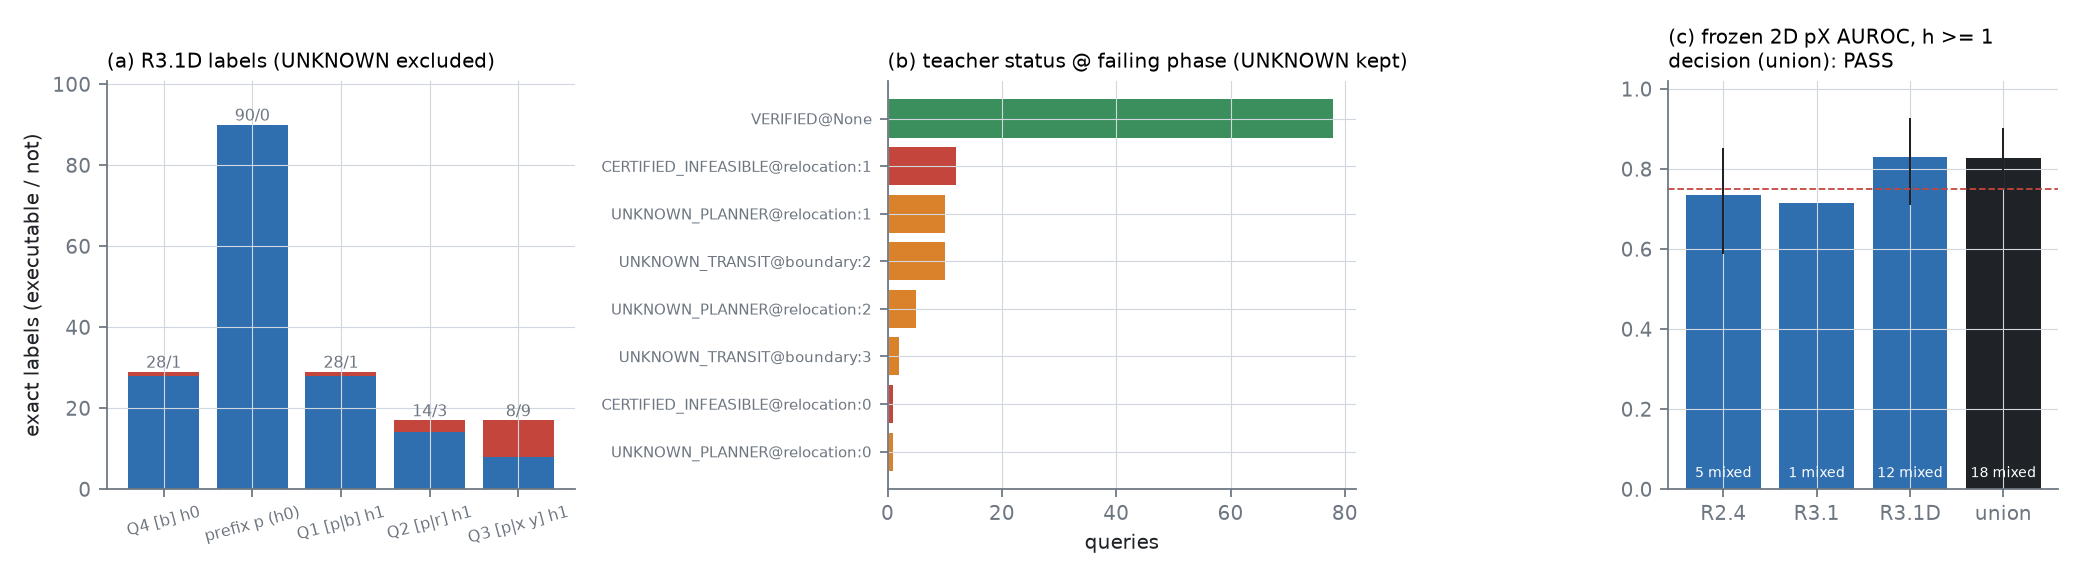 (a) R3.1D labels (UNKNOWN excluded)
exact labels (executable / not)
100
80
60
40
20
0
28/1
90/0
28/1
14/3
8/9
Q4 [b] h0
prefix p (h0)
Q1 [p|b] h1
Q2 [p|r] h1
Q3 [p|x y] h1
(b) teacher status @ failing phase (UNKNOWN kept)
VERIFIED@None
CERTIFIED_INFEASIBLE@relocation:1
UNKNOWN_PLANNER@relocation:1
UNKNOWN_TRANSIT@boundary:2
UNKNOWN_PLANNER@relocation:2
UNKNOWN_TRANSIT@boundary:3
CERTIFIED_INFEASIBLE@relocation:0
UNKNOWN_PLANNER@relocation:0
0
20
40
60
80
queries
(c) frozen 2D pX AUROC, h >= 1
decision (union): PASS
1.0
0.8
0.6
0.4
0.2
0.0
5 mixed
1 mixed
12 mixed
18 mixed
R2.4
R3.1
R3.1D
union